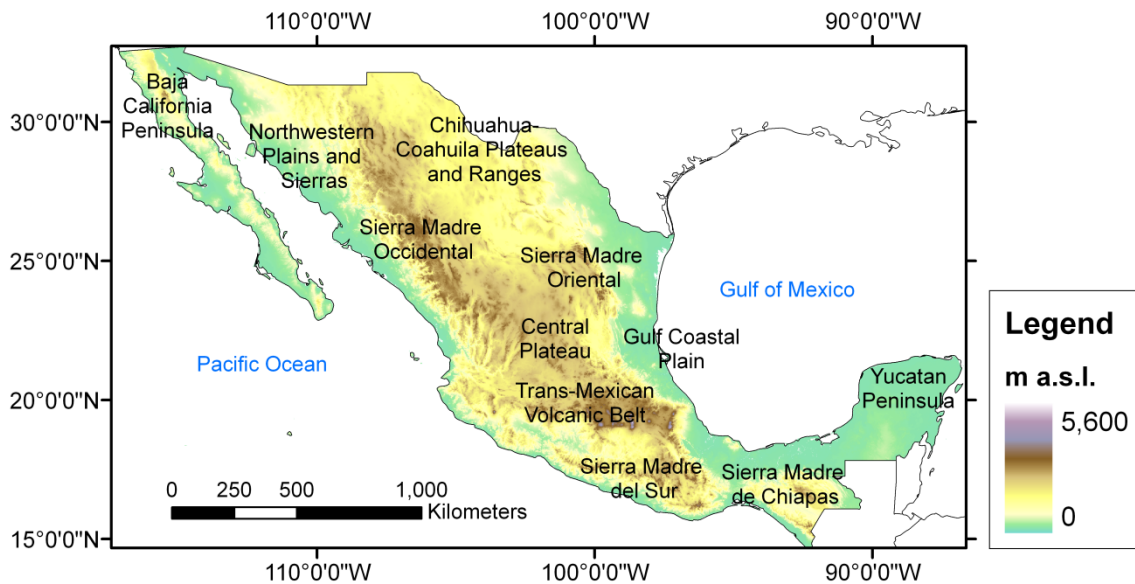 110°0'0"W
100°0'0"W
90°0'0"W
30°0'0"N
25°0'0"N
20°0'0"N
15°0'0"N
Baja
California
Peninsula
Northwestern
Plains and
Sierras
Chihuahua-
Coahuila Plateaus
and Ranges
Sierra Madre
Occidental
Sierra Madre
Oriental
Gulf of Mexico
Central
Plateau
Gulf Coastal
Plain
Pacific Ocean
Trans-Mexican
Volcanic Belt
Yucatan
Peninsula
Sierra Madre
del Sur
Sierra Madre
de Chiapas
0 250 500 1,000
Kilometers
110°0'0"W
100°0'0"W
90°0'0"W
Legend
m a.s.l.
5,600
0